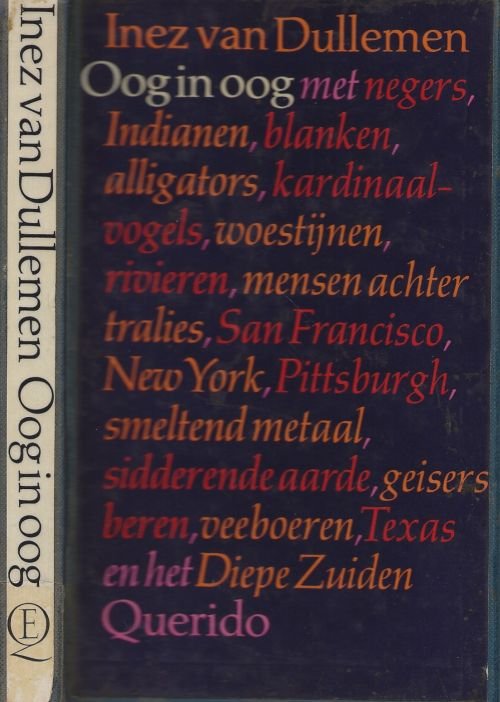 Inez van Dullemen Oog in oog
EQ
Inez van Dullemen
Oog in oog met negers,
Indianen, blanken,
alligators, kardinaal-
vogels, woestijnen,
rivieren, mensen achter
tralies, San Francisco,
New York, Pittsburgh,
smeltend metaal,
sidderende aarde, geisers
beren, veeboeren, Texas
en het Diepe Zuiden
Querido